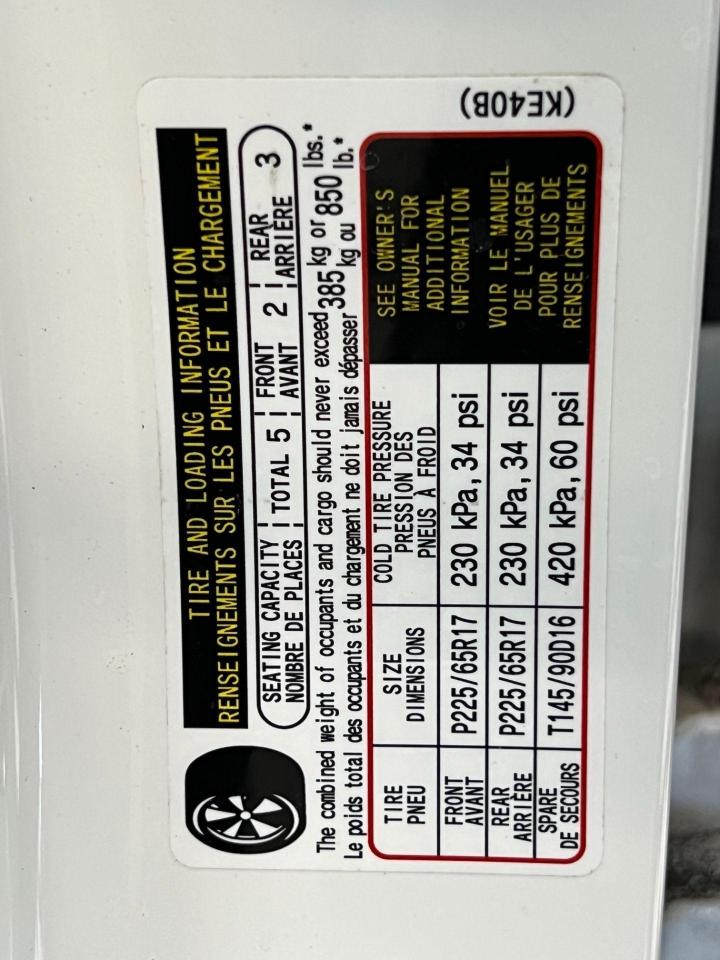 TIRE AND LOADING INFORMATION
RENSEIGNEMENTS SUR LES PNEUS ET LE CHARGEMENT
SEATING CAPACITY TOTAL 5 FRONT 2 REAR 3
NOMBRE DE PLACES AVANT ARRIÈRE
The combined weight of occupants and cargo should never exceed 385 kg or 850 lbs.*
Le poids total des occupants et du chargement ne doit jamais dépasser kg ou lb.*
TIRE SIZE COLD TIRE PRESSURE
PNEU DIMENSIONS PRESSION DES
PNEUS À FROID
FRONT P225/65R17 230 kPa, 34 psi
AVANT
REAR P225/65R17 230 kPa, 34 psi
ARRIÈRE
SPARE T145/90D16 420 kPa, 60 psi
DE SECOURS
SEE OWNER'S
MANUAL FOR
ADDITIONAL
INFORMATION
VOIR LE MANUEL
DE L'USAGER
POUR PLUS DE
RENSEIGNEMENTS
(KE40B)